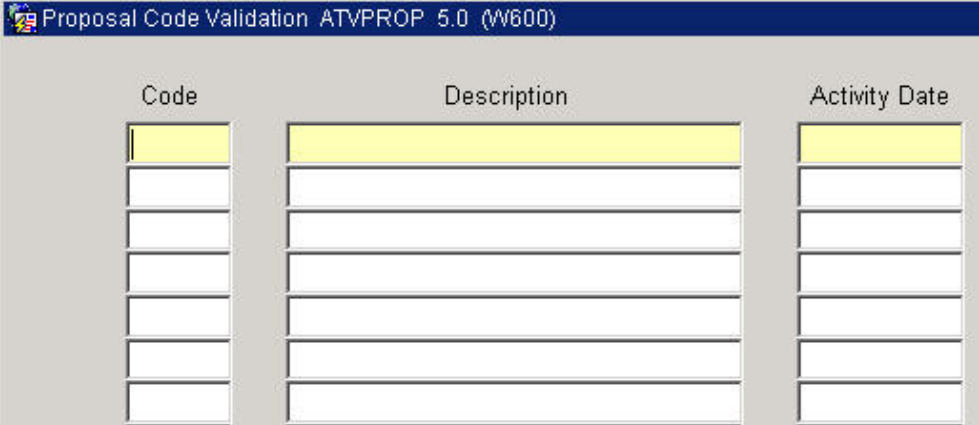 Proposal Code Validation ATVPROP 5.0 (W600)
Code Description Activity Date